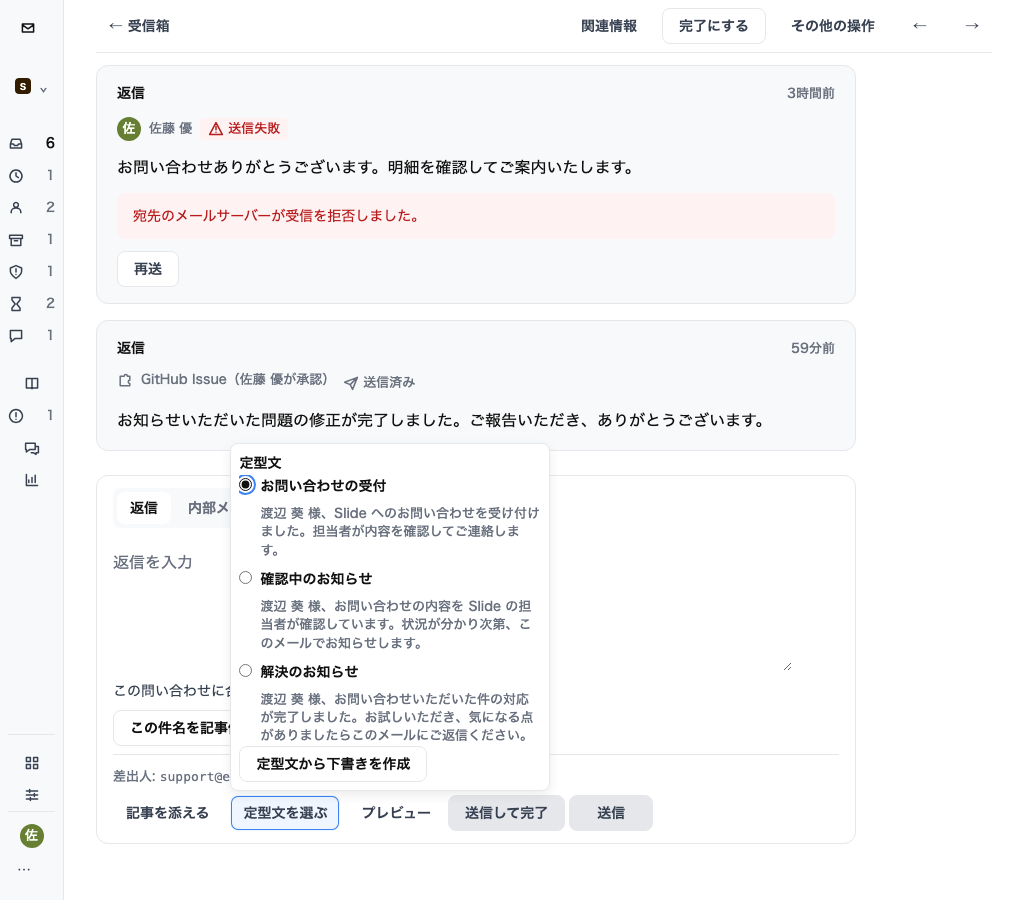 ← 受信箱
関連情報
完了にする
その他の操作
←
→
S
6
1
2
1
1
2
1
1
佐
...
返信
3時間前
佐 佐藤 優 送信失敗
お問い合わせありがとうございます。明細を確認してご案内いたします。
宛先のメールサーバーが受信を拒否しました。
再送
返信
59分前
GitHub Issue（佐藤 優が承認） 送信済み
お知らせいただいた問題の修正が完了しました。ご報告いただき、ありがとうございます。
返信
内部メ
返信を入力
この問い合わせに合
この件名を記事
差出人: support@e
定型文
お問い合わせの受付
渡辺 葵 様、Slide へのお問い合わせを受け付け
ました。担当者が内容を確認してご連絡しま
す。
確認中のお知らせ
渡辺 葵 様、お問い合わせの内容を Slide の担
当者が確認しています。状況が分かり次第、こ
のメールでお知らせします。
解決のお知らせ
渡辺 葵 様、お問い合わせいただいた件の対応
が完了しました。お試しいただき、気になる点
がありましたらこのメールにご返信ください。
定型文から下書きを作成
記事を添える
定型文を選ぶ
プレビュー
送信して完了
送信